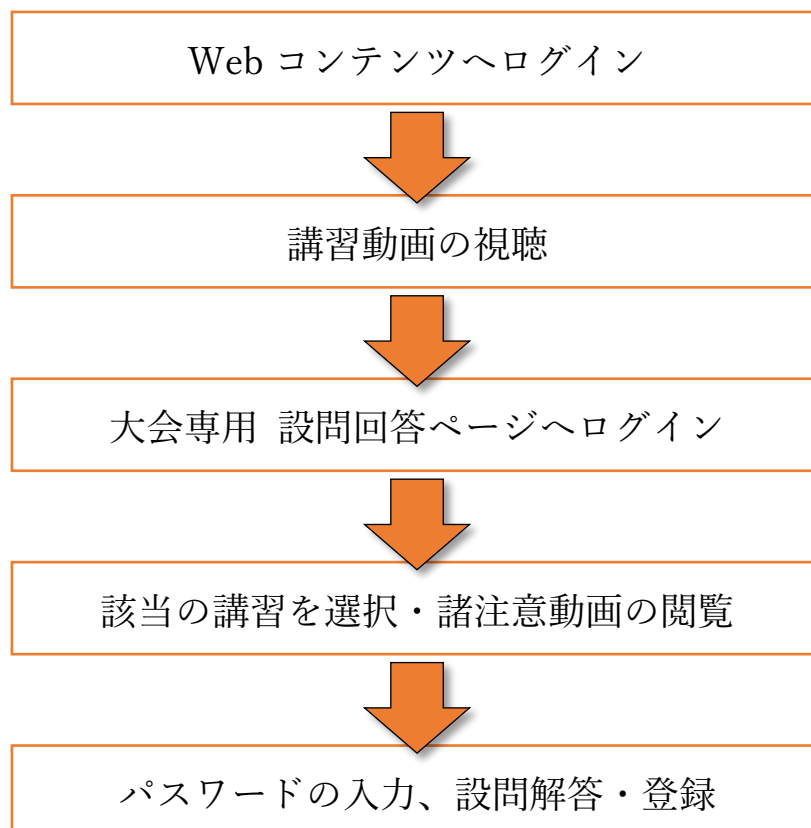 Web コンテンツへログイン
講習動画の視聴
大会専用 設問回答ページへログイン
該当の講習を選択・諸注意動画の閲覧
パスワードの入力、設問解答・登録